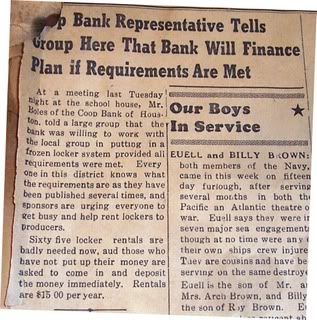 op Bank Representative Tells
Group Here That Bank Will Finance
Plan if Requirements Are Met
At a meeting last Tuesday
night at the school house, Mr.
oles of the Coop Bank of Hous-
ton. told a large group that the
bank was willing to work with
the local group in putting in a
frozen locker system provided all
requirements were met. Every
one in this district knows what
the requirements are as they have
been published several times, and
sponsors are urging everyone to
get busy and help rent lockers to
producers.
Sixty five locker rentals are
badly needed now, aud those who
have not put up their money are
asked to come in and deposit
the money immediately. Rentals
are $15 00 per year.
Our Boys
In Service
EUELL and BILLY BROWN:
both members of the Navy,
came in this week on fifteen
day furlough, after serving
several months in both the
Pacific an Atlantic theatre o
war. Euell says they were in
seven major sea engagement
though at no time were any o
their own ships crew injure
They are cousins and have be
serving on the same destroye
Euell is the son of Mr. a
Mrs. Arch Brown, and Billy
the son of Ray Brown. E